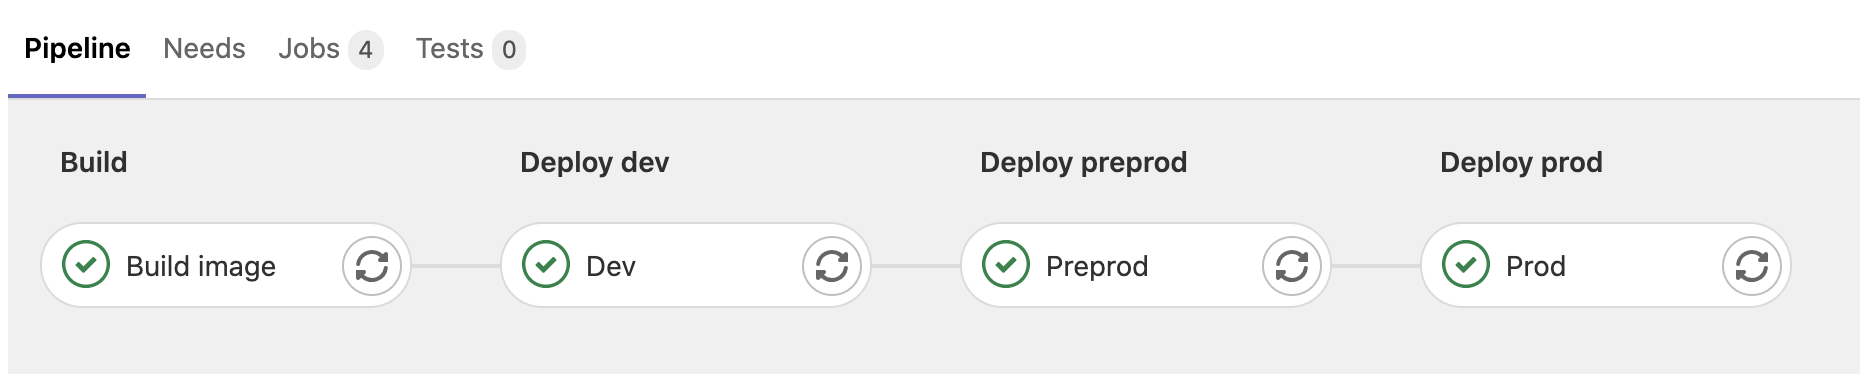 Pipeline Needs Jobs 4 Tests 0
Build Deploy dev Deploy preprod Deploy prod
Build image Dev Preprod Prod